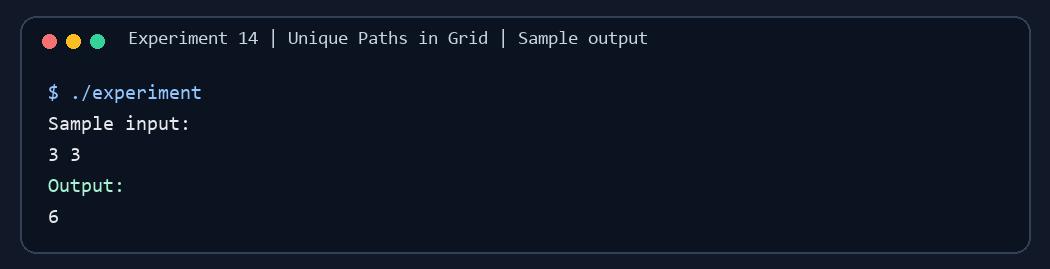 Experiment 14 | Unique Paths in Grid | Sample output
$ ./experiment
Sample input:
3 3
Output:
6